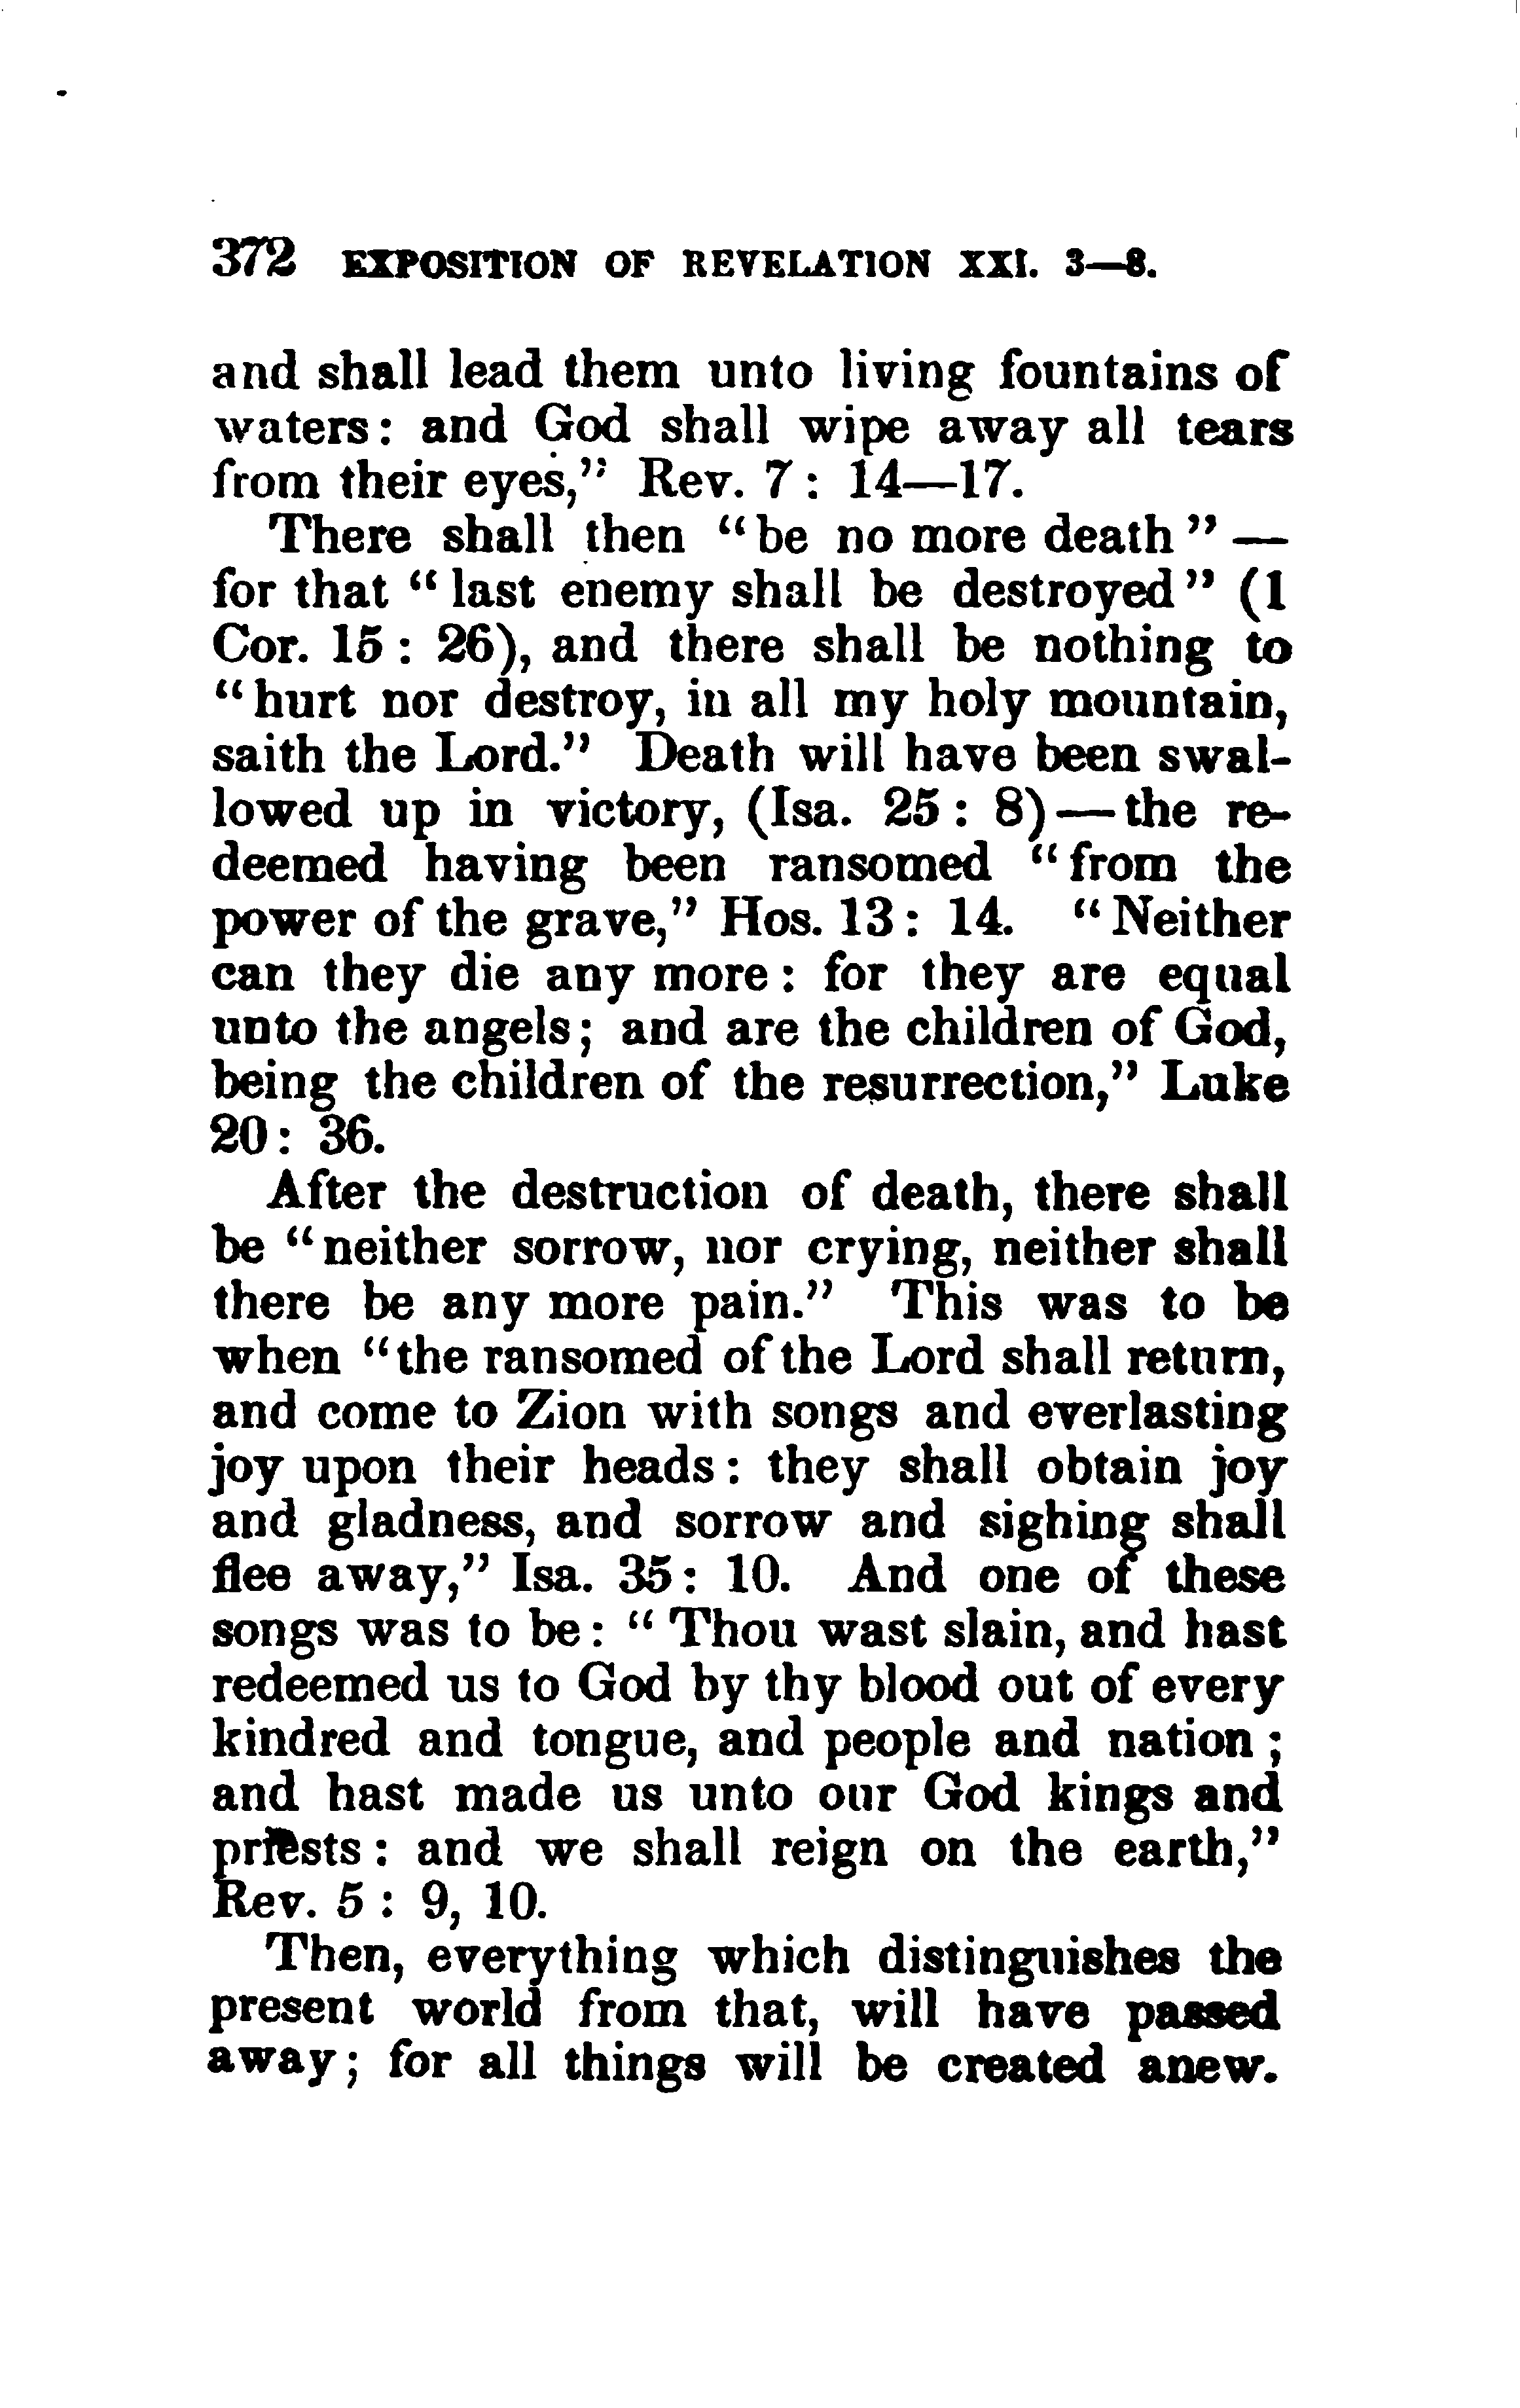 372 EXPOSITION OF REVELATION XXI. 3—8.
and shall lead them unto living fountains of
waters: and God shall wipe away all tears
from their eyes," Rev. 7: 14—17.
There shall then "be no more death" —
for that "last enemy shall be destroyed" (1
Cor. 15: 26), and there shall be nothing to
"hurt nor destroy, in all my holy mountain,
saith the Lord." Death will have been swal-
lowed up in victory, (Isa. 25: 8)—the re-
deemed having been ransomed "from the
power of the grave," Hos. 13: 14. "Neither
can they die any more: for they are equal
unto the angels; and are the children of God,
being the children of the resurrection," Luke
20: 36.
After the destruction of death, there shall
be "neither sorrow, nor crying, neither shall
there be any more pain." This was to be
when "the ransomed of the Lord shall return,
and come to Zion with songs and everlasting
joy upon their heads: they shall obtain joy
and gladness, and sorrow and sighing shall
flee away," Isa. 35: 10. And one of these
songs was to be: "Thou wast slain, and hast
redeemed us to God by thy blood out of every
kindred and tongue, and people and nation;
and hast made us unto our God kings and
priests: and we shall reign on the earth,"
Rev. 5: 9, 10.
Then, everything which distinguishes the
present world from that, will have passed
away; for all things will be created anew.